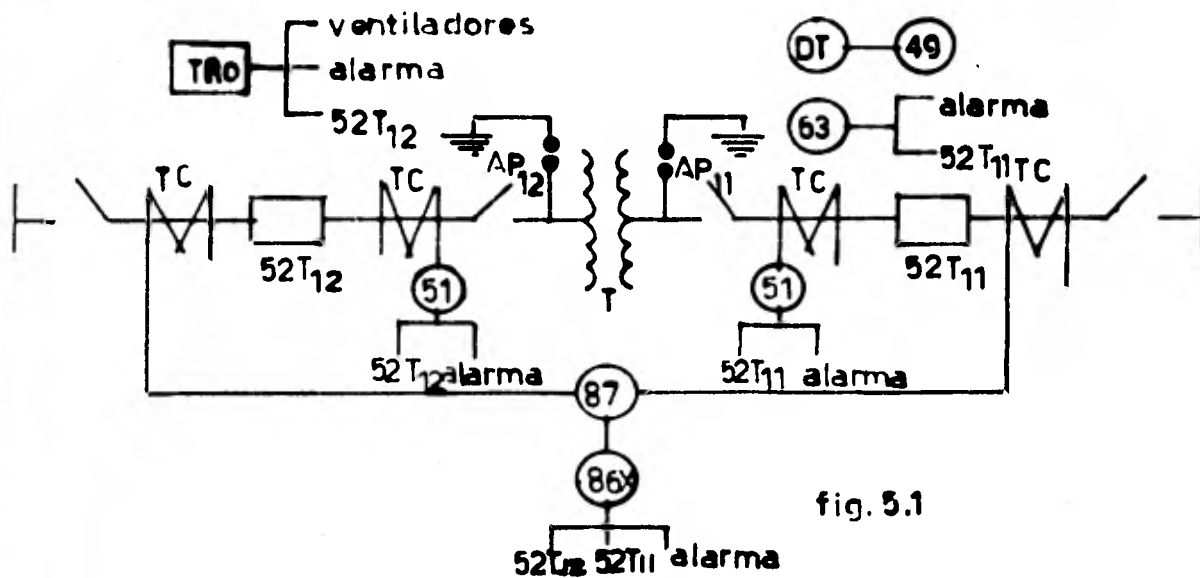 ventiladores
TRO
alarma
52T12
DT
49
63
alarma
52T11
AP12
AP11
TC
TC
TC
TC
52T12
52T11
51
51
T
52T12 alarma
52T11 alarma
87
86X
52T12 52T11 alarma
fig. 5.1